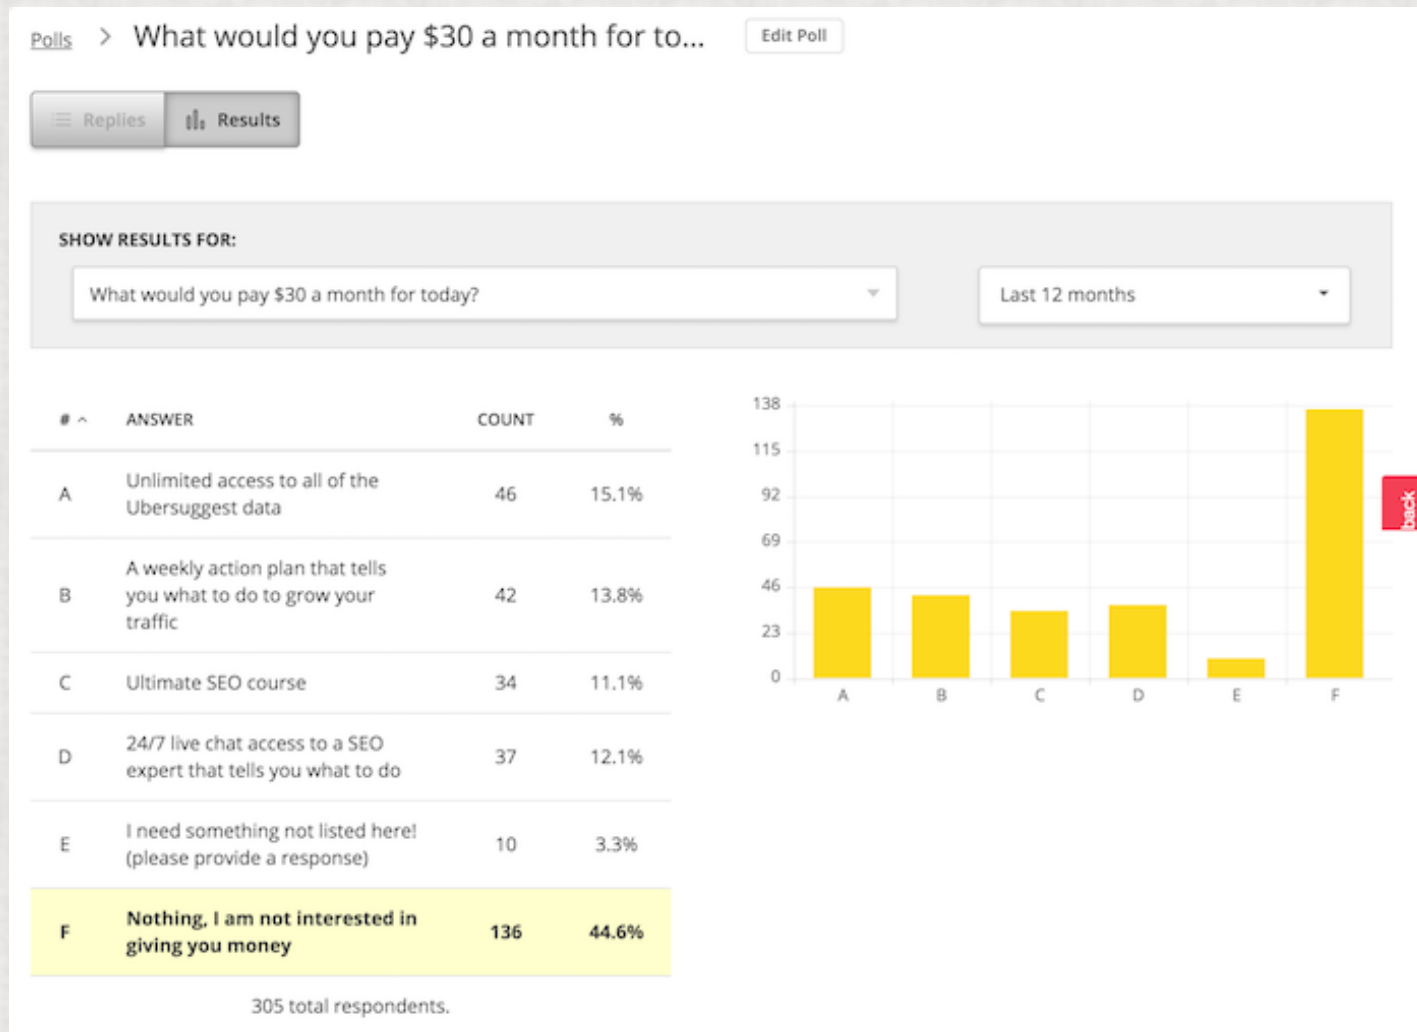 Polls > What would you pay $30 a month for to... Edit Poll
Replies Results
SHOW RESULTS FOR:
What would you pay $30 a month for today? Last 12 months
# ANSWER COUNT %
A Unlimited access to all of the
Ubersuggest data 46 15.1%
B A weekly action plan that tells
you what to do to grow your
traffic 42 13.8%
C Ultimate SEO course 34 11.1%
D 24/7 live chat access to a SEO
expert that tells you what to do 37 12.1%
E I need something not listed here!
(please provide a response) 10 3.3%
F Nothing, I am not interested in
giving you money 136 44.6%
305 total respondents.
138
115
92
69
46
23
0
A B C D E F
back